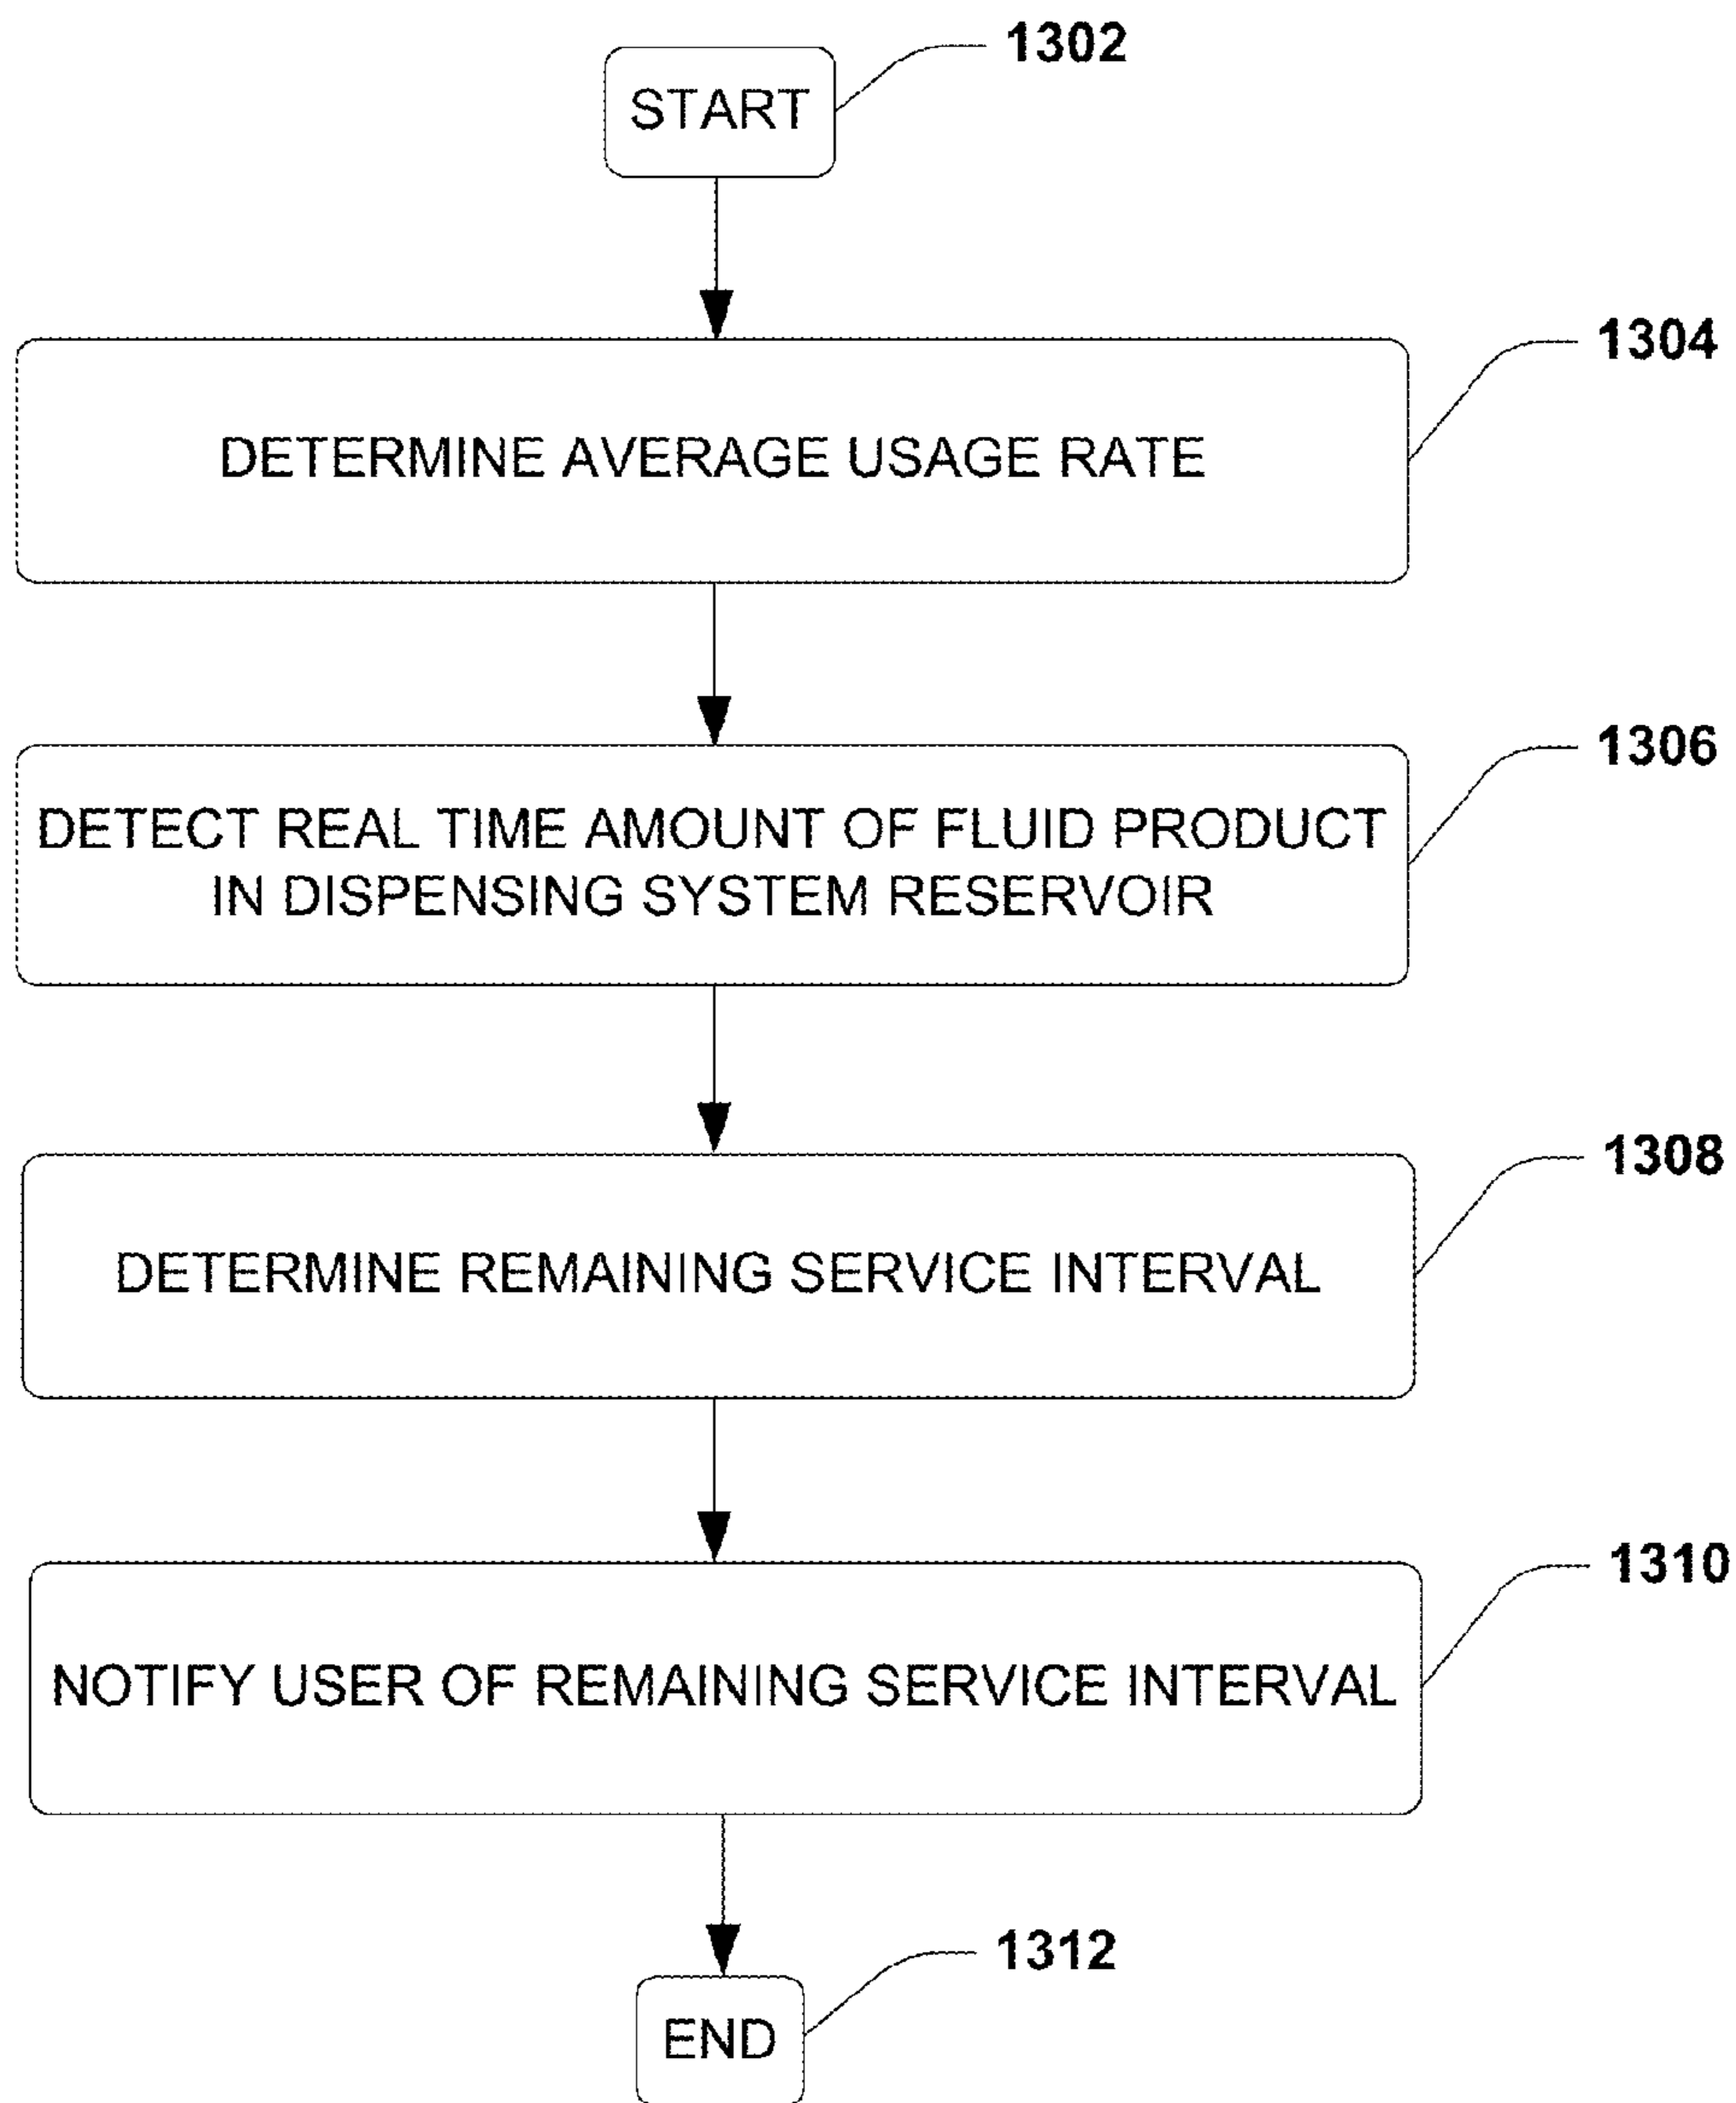 1302
START
1304
DETERMINE AVERAGE USAGE RATE
1306
DETECT REAL TIME AMOUNT OF FLUID PRODUCT
IN DISPENSING SYSTEM RESERVOIR
1308
DETERMINE REMAINING SERVICE INTERVAL
1310
NOTIFY USER OF REMAINING SERVICE INTERVAL
1312
END